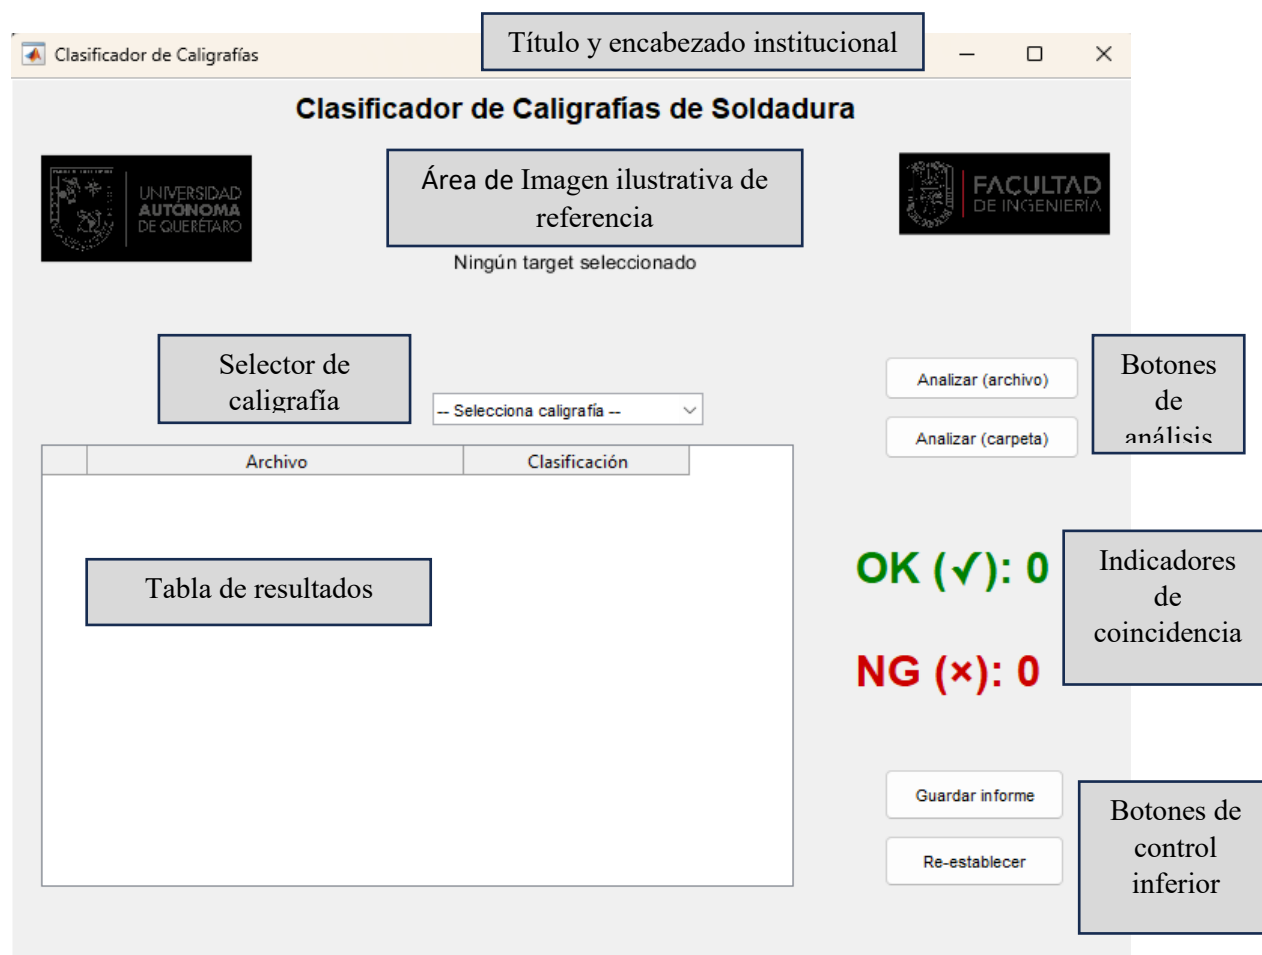 Título y encabezado institucional
Clasificador de Caligrafías
Clasificador de Caligrafías de Soldadura
UNIVERSIDAD
AUTÓNOMA
DE QUERÉTARO
Área de Imagen ilustrativa de
referencia
FACULTAD
DE INGENIERÍA
Ningún target seleccionado
Selector de
caligrafía
-- Selecciona caligrafía --
Analizar (archivo)
Analizar (carpeta)
Botones
de
análisis
Archivo
Clasificación
Tabla de resultados
OK (✓): 0
NG (×): 0
Indicadores
de
coincidencia
Guardar informe
Re-establecer
Botones de
control
inferior